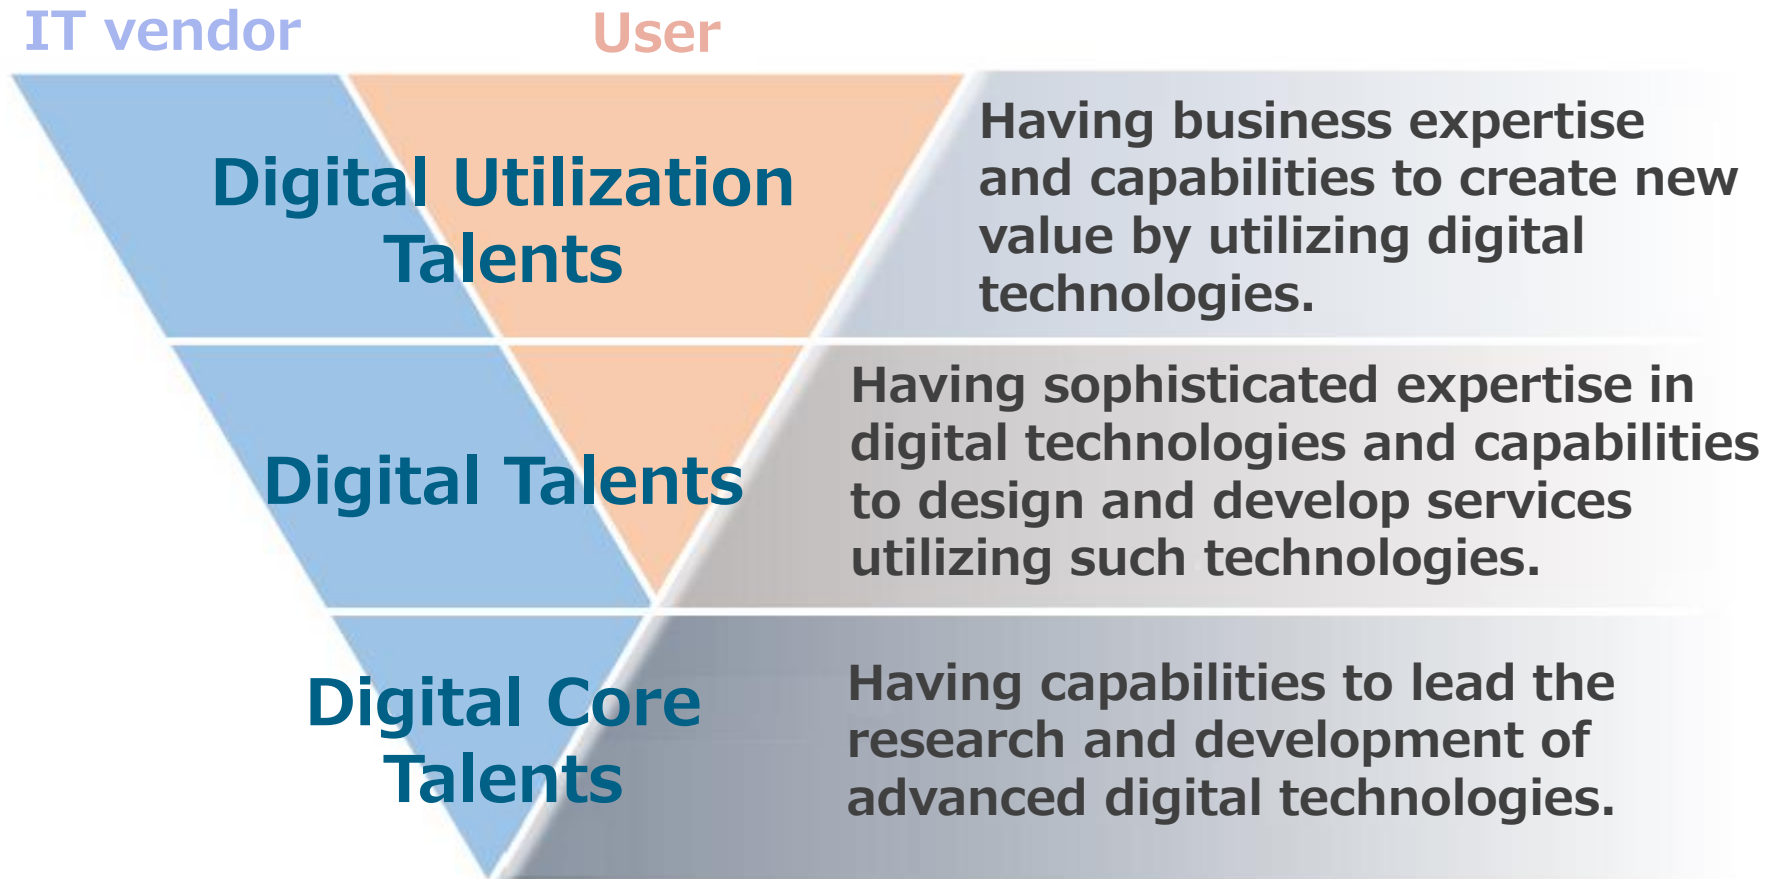 IT vendor
User
Digital Utilization
Talents
Having business expertise
and capabilities to create new
value by utilizing digital
technologies.
Digital Talents
Having sophisticated expertise in
digital technologies and capabilities
to design and develop services
utilizing such technologies.
Digital Core
Talents
Having capabilities to lead the
research and development of
advanced digital technologies.